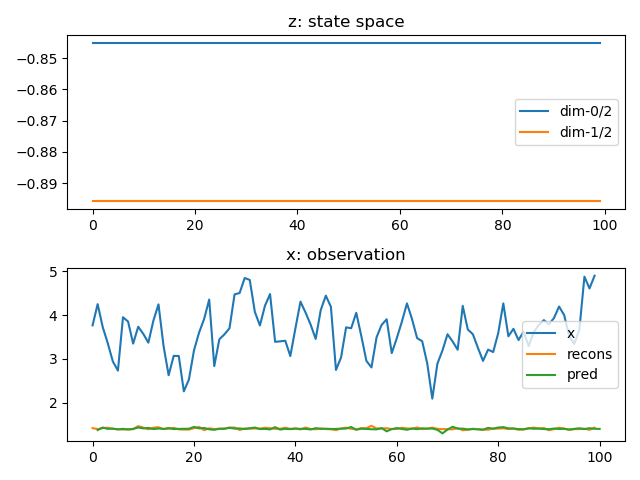 z: state space
−0.85
−0.86
−0.87
−0.88
−0.89
dim-0/2
dim-1/2
0 20 40 60 80 100
x: observation
5
4
3
2
x
recons
pred
0 20 40 60 80 100